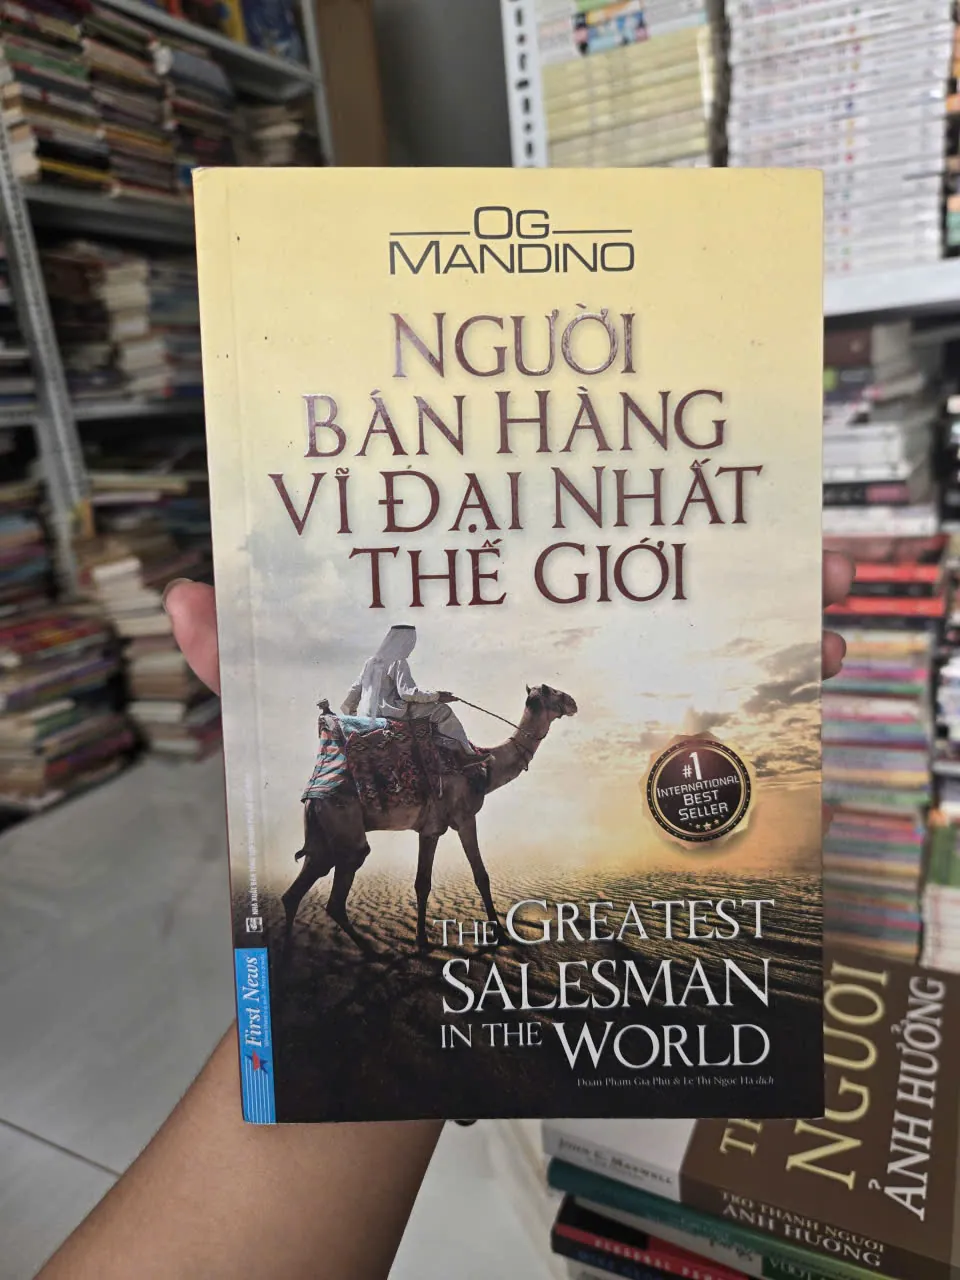 OG
MANDINO
NGƯỜI
BÁN HÀNG
VĨ ĐẠI NHẤT
THẾ GIỚI
#1
INTERNATIONAL
BEST
SELLER
THE GREATEST
SALESMAN
IN THE WORLD
Đoàn Phạm Gia Phú & Lê Thị Ngọc Hà dịch
First News
NGƯỜI
ẢNH HƯỞNG
JOHN C. MAXWELL
TRỞ THÀNH NGƯỜI
ẢNH HƯỞNG